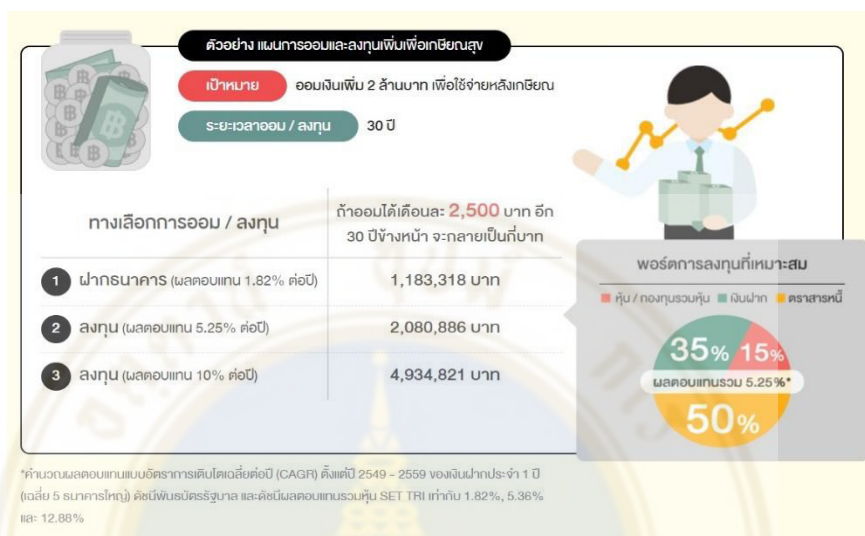 ตัวอย่าง แผนการออมและลงทุนเพิ่มเพื่อเกษียณสุข
เป้าหมาย ออมเงินเพิ่ม 2 ล้านบาท เพื่อใช้จ่ายหลังเกษียณ
ระยะเวลาออม / ลงทุน 30 ปี
ทางเลือกการออม / ลงทุน
ถ้าออมได้เดือนละ 2,500 บาท อีก
30 ปีข้างหน้า จะกลายเป็นกี่บาท
1 ฝากธนาคาร (ผลตอบแทน 1.82% ต่อปี) 1,183,318 บาท
2 ลงทุน (ผลตอบแทน 5.25% ต่อปี) 2,080,886 บาท
3 ลงทุน (ผลตอบแทน 10% ต่อปี) 4,934,821 บาท
พอร์ตการลงทุนที่เหมาะสม
หุ้น / กองทุนรวมหุ้น เงินฝาก ตราสารหนี้
35% 15%
ผลตอบแทนรวม 5.25%*
50%
*คำนวณผลตอบแทนแบบอัตราการเติบโตเฉลี่ยต่อปี (CAGR) ตั้งแต่ปี 2549 - 2559 ของเงินฝากประจำ 1 ปี
(เฉลี่ย 5 ธนาคารใหญ่) ดัชนีพันธบัตรรัฐบาล และดัชนีผลตอบแทนรวมหุ้น SET TRI เท่ากับ 1.82%, 5.36%
และ 12.88%